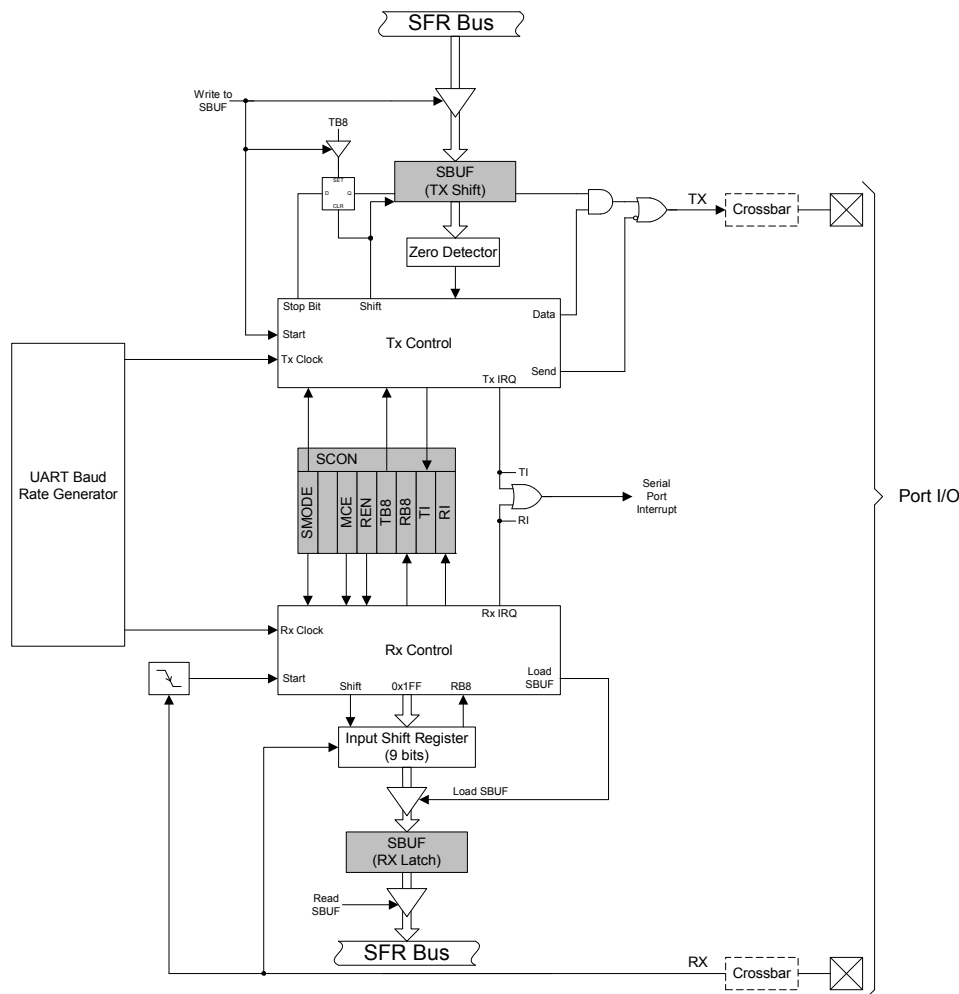 SFR Bus
Write to
SBUF
TB8
SBUF
(TX Shift)
SET
D
Q
CLR
TX
Crossbar
Zero Detector
Stop Bit
Shift
Data
Start
Tx Control
Tx Clock
Send
Tx IRQ
UART Baud
Rate Generator
SCON
SMODE
MCE
REN
TB8
RB8
TI
RI
TI
Serial
Port
Interrupt
RI
Port I/O
Rx IRQ
Rx Clock
Rx Control
Start
Load
SBUF
Shift
0x1FF
RB8
Input Shift Register
(9 bits)
Load SBUF
SBUF
(RX Latch)
Read
SBUF
SFR Bus
RX
Crossbar